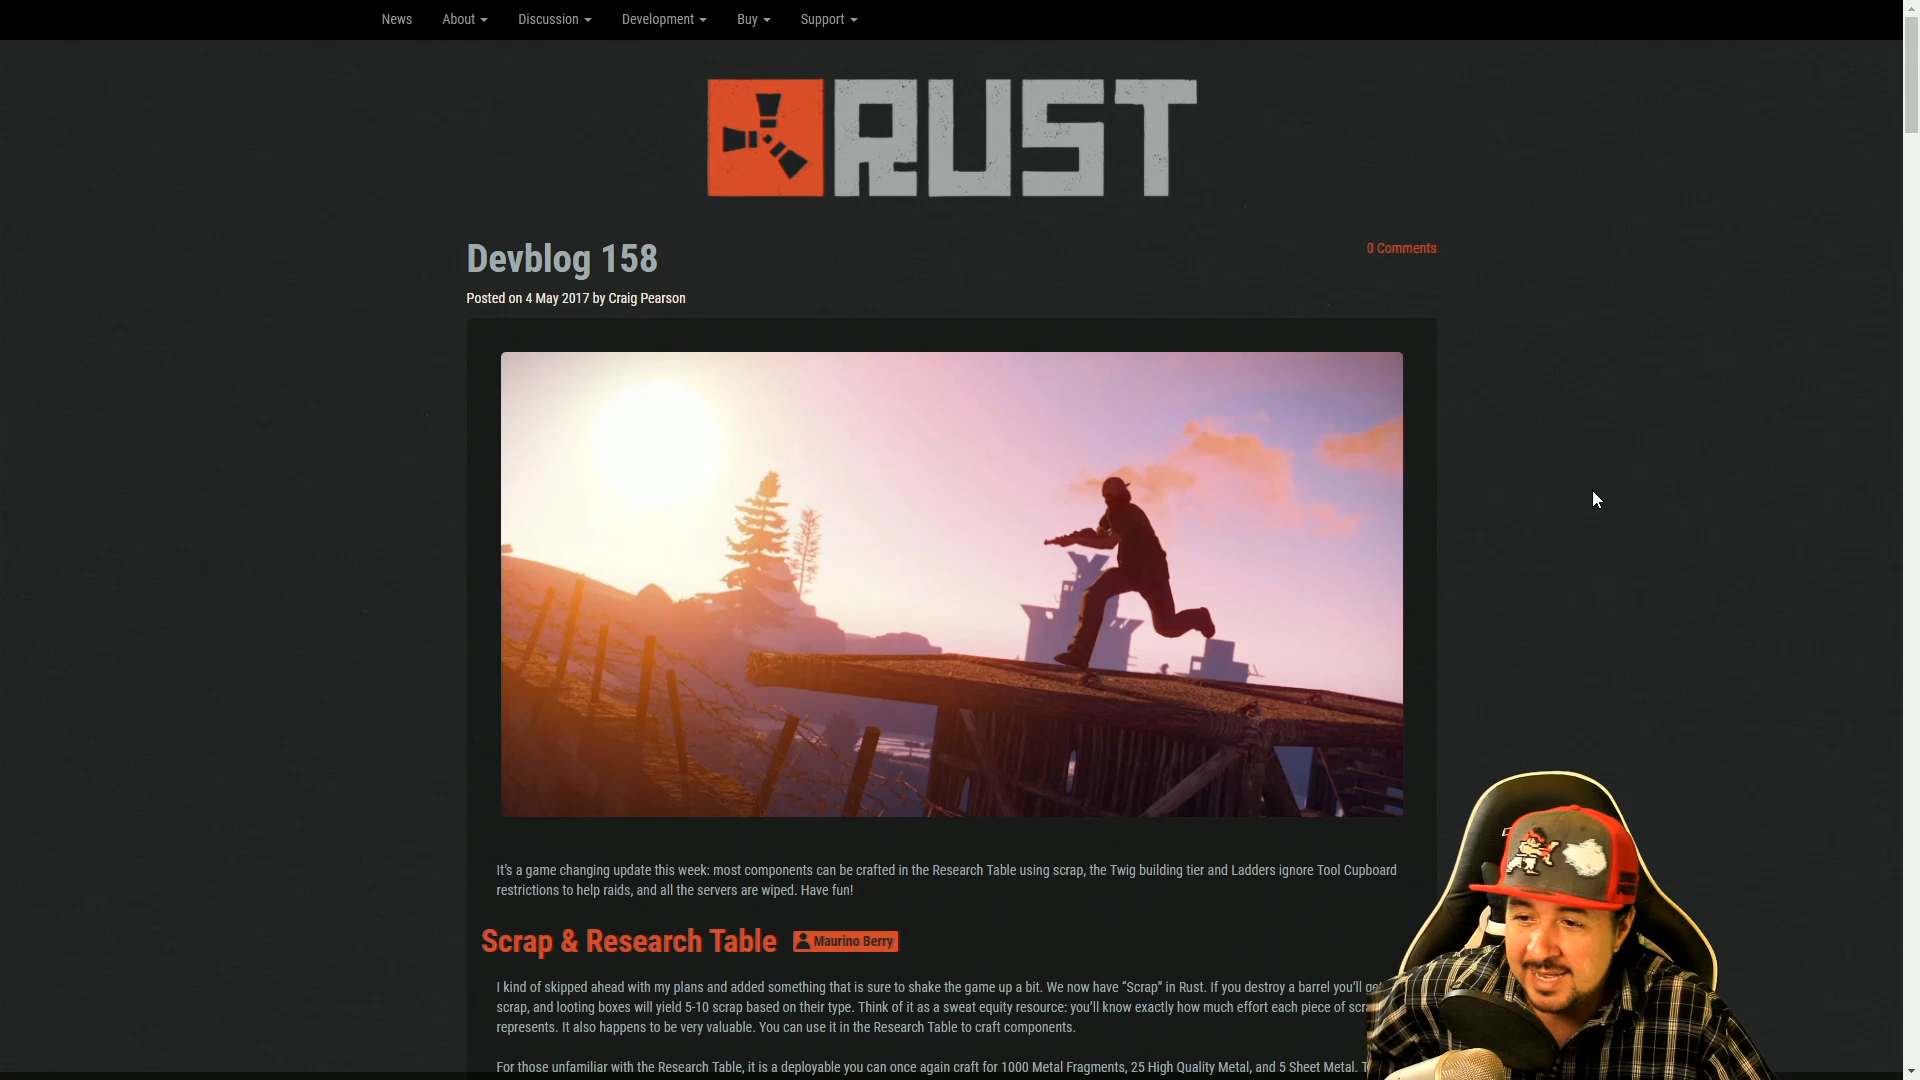 News About Discussion Development Buy Support
RUST
Devblog 158
0 Comments
Posted on 4 May 2017 by Craig Pearson
It's a game changing update this week: most components can be crafted in the Research Table using scrap, the Twig building tier and Ladders ignore Tool Cupboard
restrictions to help raids, and all the servers are wiped. Have fun!
Scrap & Research Table Maurino Berry
I kind of skipped ahead with my plans and added something that is sure to shake the game up a bit. We now have “Scrap” in Rust. If you destroy a barrel you'll
scrap, and looting boxes will yield 5-10 scrap based on their type. Think of it as a sweat equity resource: you'll know exactly how much effort each piece of
represents. It also happens to be very valuable. You can use it in the Research Table to craft components.
For those unfamiliar with the Research Table, it is a deployable you can once again craft for 1000 Metal Fragments, 25 High Quality Metal, and 5 Sheet Metal.